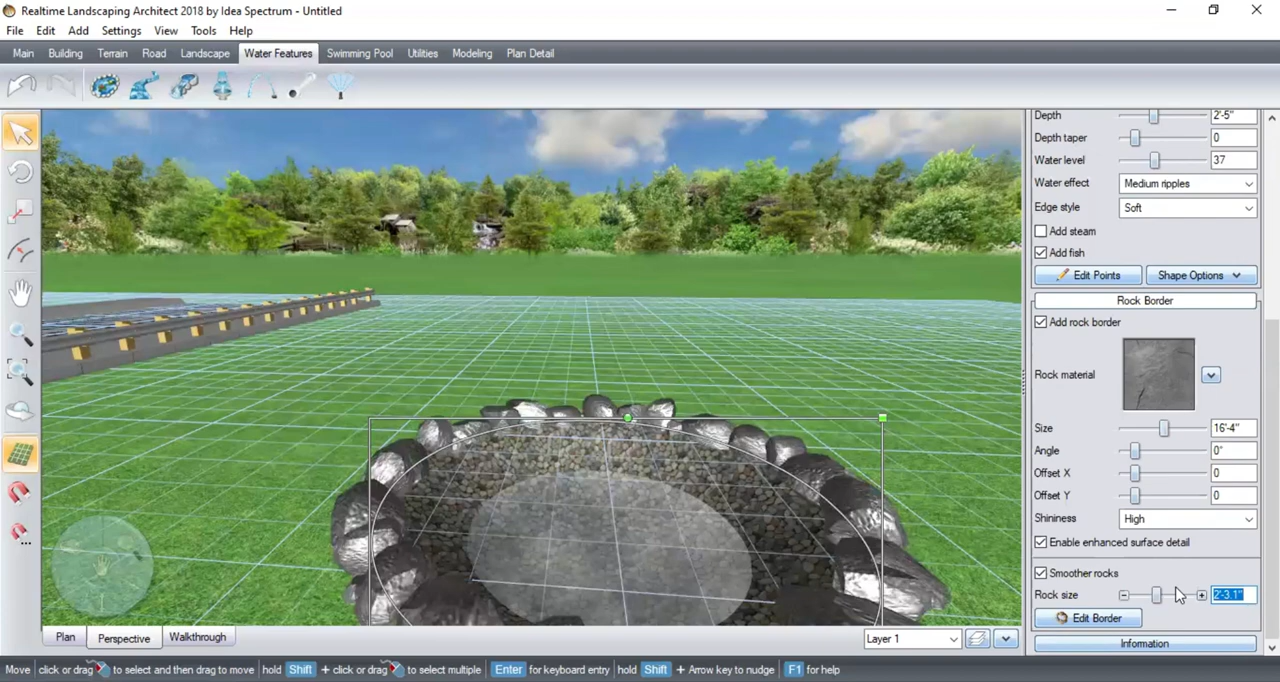 Realtime Landscaping Architect 2018 by Idea Spectrum - Untitled
File Edit Add Settings View Tools Help
Main Building Terrain Road Landscape Water Features Swimming Pool Utilities Modeling Plan Detail
Depth 2'-5"
Depth taper 0
Water level 37
Water effect Medium ripples
Edge style Soft
Add steam
Add fish
Edit Points Shape Options
Rock Border
Add rock border
Rock material
Size 16'-4"
Angle 0°
Offset X 0
Offset Y 0
Shininess High
Enable enhanced surface detail
Smoother rocks
Rock size 2'-3.1"
Edit Border
Information
Plan Perspective Walkthrough Layer 1
Move click or drag to select and then drag to move hold Shift + click or drag to select multiple Enter for keyboard entry hold Shift + Arrow key to nudge F1 for help